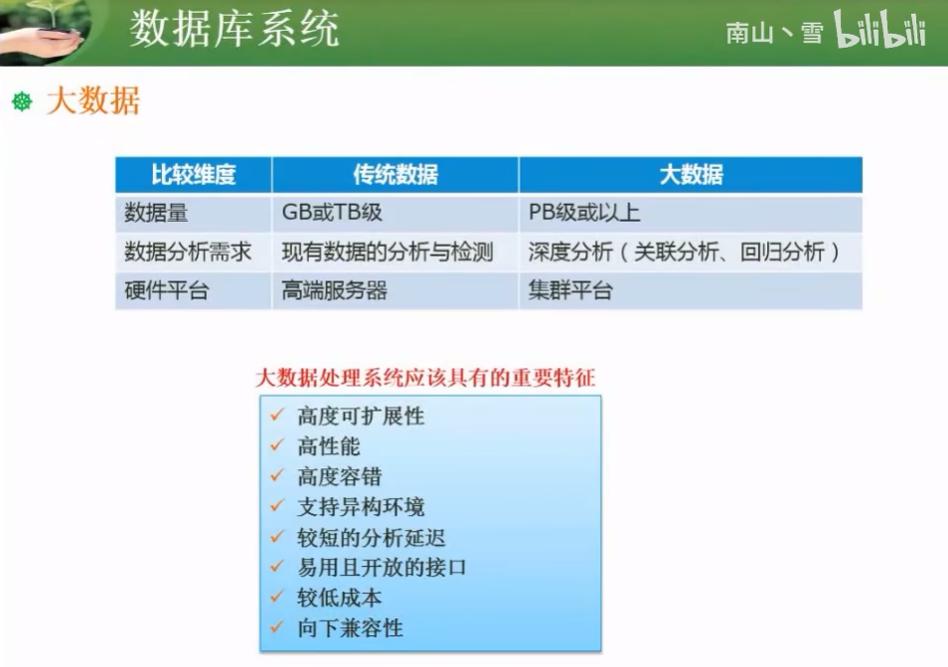 数据库系统
南山丶雪 bilibili
大数据
比较维度 传统数据 大数据
数据量 GB或TB级 PB级或以上
数据分析需求 现有数据的分析与检测 深度分析（关联分析、回归分析）
硬件平台 高端服务器 集群平台
大数据处理系统应该具有的重要特征
✓ 高度可扩展性
✓ 高性能
✓ 高度容错
✓ 支持异构环境
✓ 较短的分析延迟
✓ 易用且开放的接口
✓ 较低成本
✓ 向下兼容性